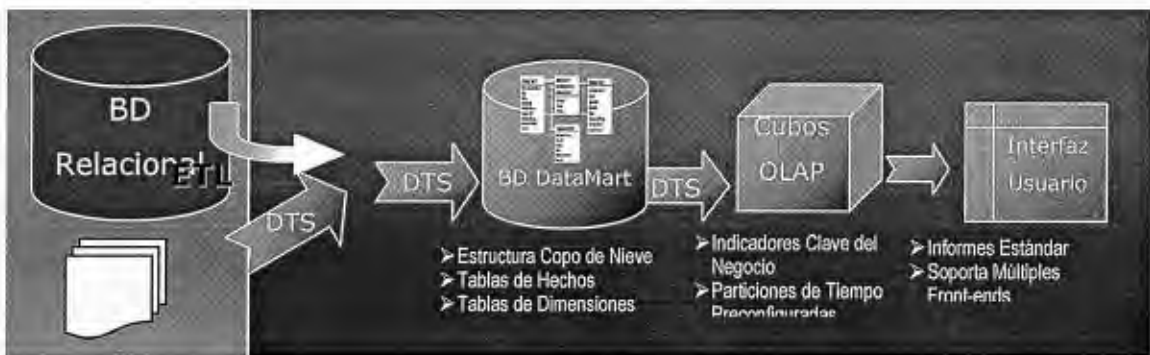 BD
Relacional
ETL
DTS
DTS
BD DataMart
➢Estructura Copo de Nieve
➢Tablas de Hechos
➢Tablas de Dimensiones
DTS
Cubos
OLAP
➢Indicadores Clave del
Negocio
➢Particiones de Tiempo
Preconfiguradas
Interfaz
Usuario
➢Informes Estándar
➢Soporta Múltiples
Front-ends